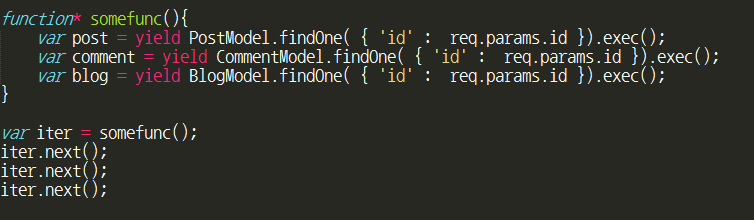 function* somefunc(){
    var post = yield PostModel.findOne( { 'id' :  req.params.id }).exec();
    var comment = yield CommentModel.findOne( { 'id' :  req.params.id }).exec();
    var blog = yield BlogModel.findOne( { 'id' :  req.params.id }).exec();
}

var iter = somefunc();
iter.next();
iter.next();
iter.next();